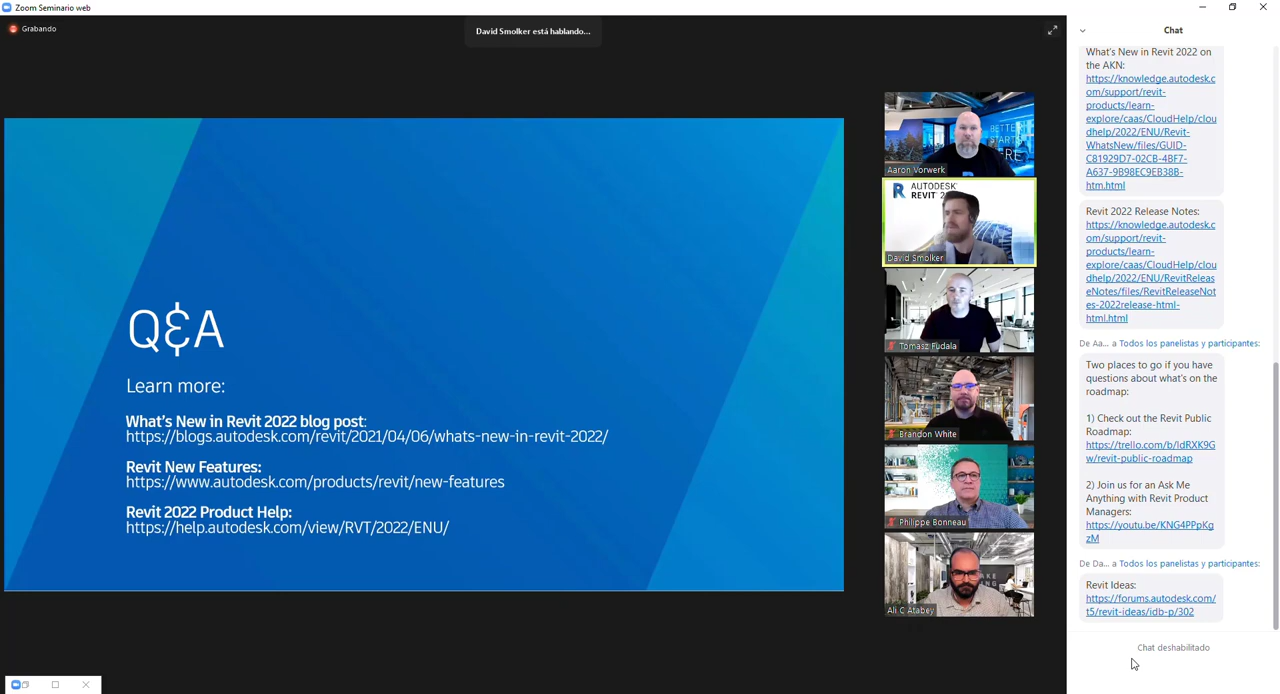 Zoom Seminario web
Grabando
David Smolker está hablando...
Q&A
Learn more:
What's New in Revit 2022 blog post:
https://blogs.autodesk.com/revit/2021/04/06/whats-new-in-revit-2022/
Revit New Features:
https://www.autodesk.com/products/revit/new-features
Revit 2022 Product Help:
https://help.autodesk.com/view/RVT/2022/ENU/
BETTER
STARTS
Aaron Vorwerk
AUTODESK
REVIT
David Smolker
Tomasz Fudala
Brandon White
Philippe Bonneau
Ali C Atabey
Chat
What's New in Revit 2022 on
the AKN:
https://knowledge.autodesk.c
om/support/revit-
products/learn-
explore/caas/CloudHelp/clou
dhelp/2022/ENU/Revit-
WhatsNew/files/GUID-
C81929D7-02CB-4BF7-
A637-9B98EC9EB38B-
htm.html
Revit 2022 Release Notes:
https://knowledge.autodesk.c
om/support/revit-
products/learn-
explore/caas/CloudHelp/clou
dhelp/2022/ENU/RevitReleas
eNotes/files/RevitReleaseNot
es-2022release-html-
html.html
De Aa... a Todos los panelistas y participantes:
Two places to go if you have
questions about what's on the
roadmap:
1) Check out the Revit Public
Roadmap:
https://trello.com/b/ldRXK9G
w/revit-public-roadmap
2) Join us for an Ask Me
Anything with Revit Product
Managers:
https://youtu.be/KNG4PPpKg
zM
De Da... a Todos los panelistas y participantes:
Revit Ideas:
https://forums.autodesk.com/
t5/revit-ideas/idb-p/302
Chat deshabilitado